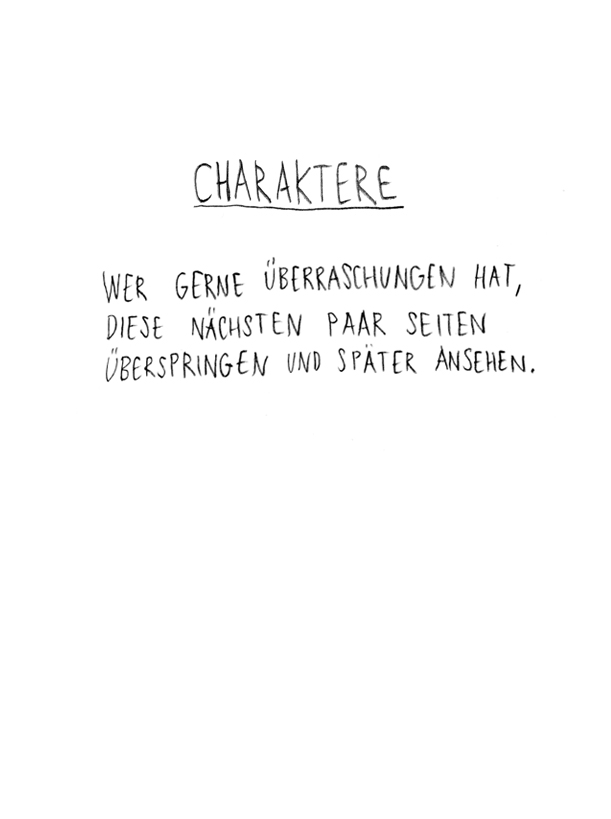 CHARAKTERE
WER GERNE ÜBERRASCHUNGEN HAT,
DIESE NÄCHSTEN PAAR SEITEN
ÜBERSPRINGEN UND SPÄTER ANSEHEN.